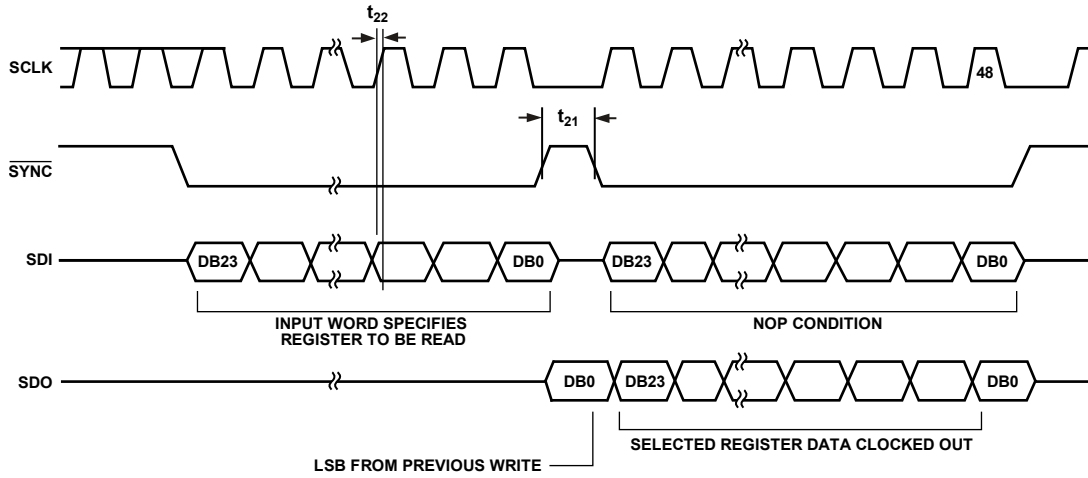 t22
SCLK
48
t21
SYNC
SDI
DB23
DB0
DB23
DB0
INPUT WORD SPECIFIES
REGISTER TO BE READ
NOP CONDITION
SDO
DB0
DB23
DB0
SELECTED REGISTER DATA CLOCKED OUT
LSB FROM PREVIOUS WRITE